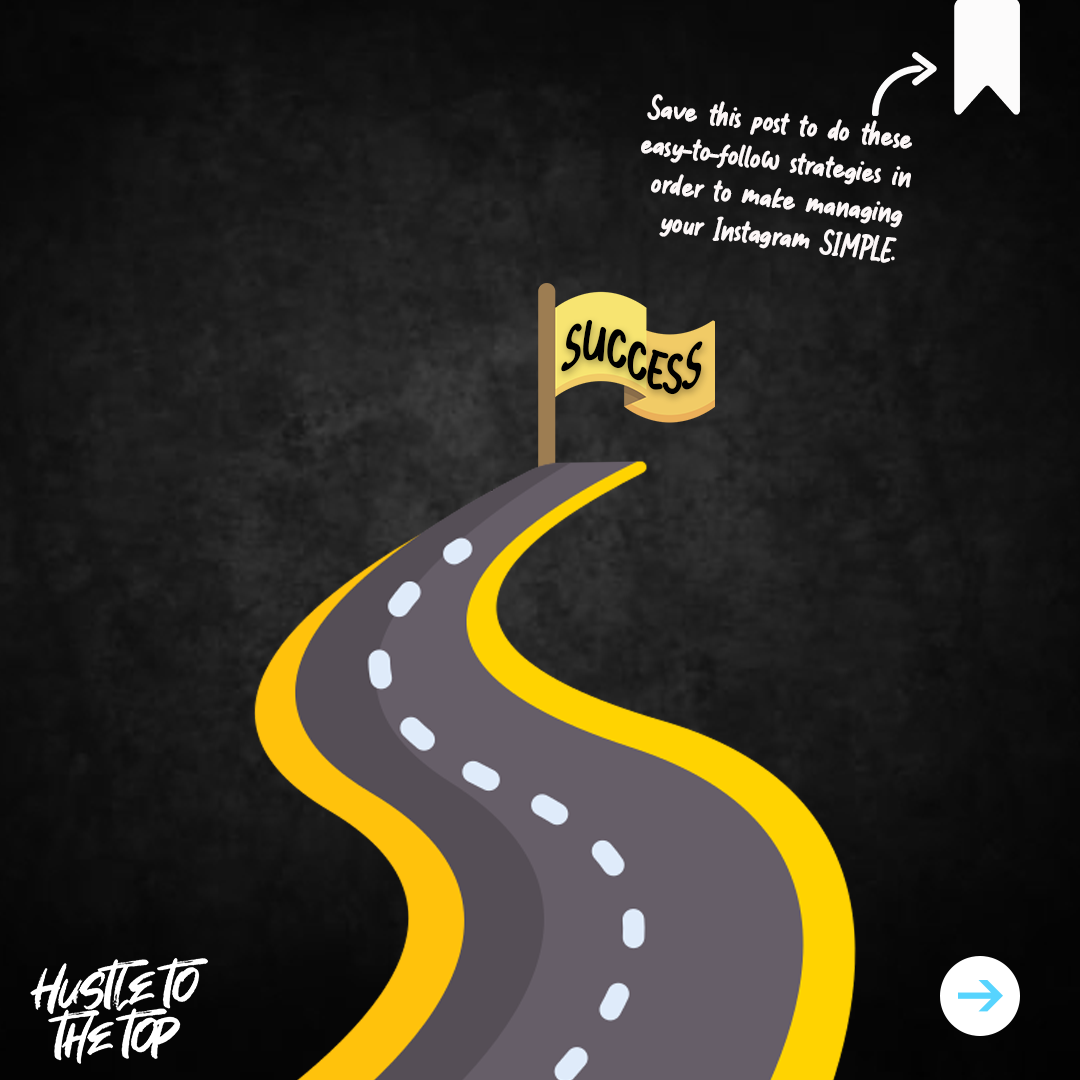 Save this post to do these
easy-to-follow strategies in
order to make managing
your Instagram SIMPLE.
SUCCESS
HUSTLE TO
THE TOP